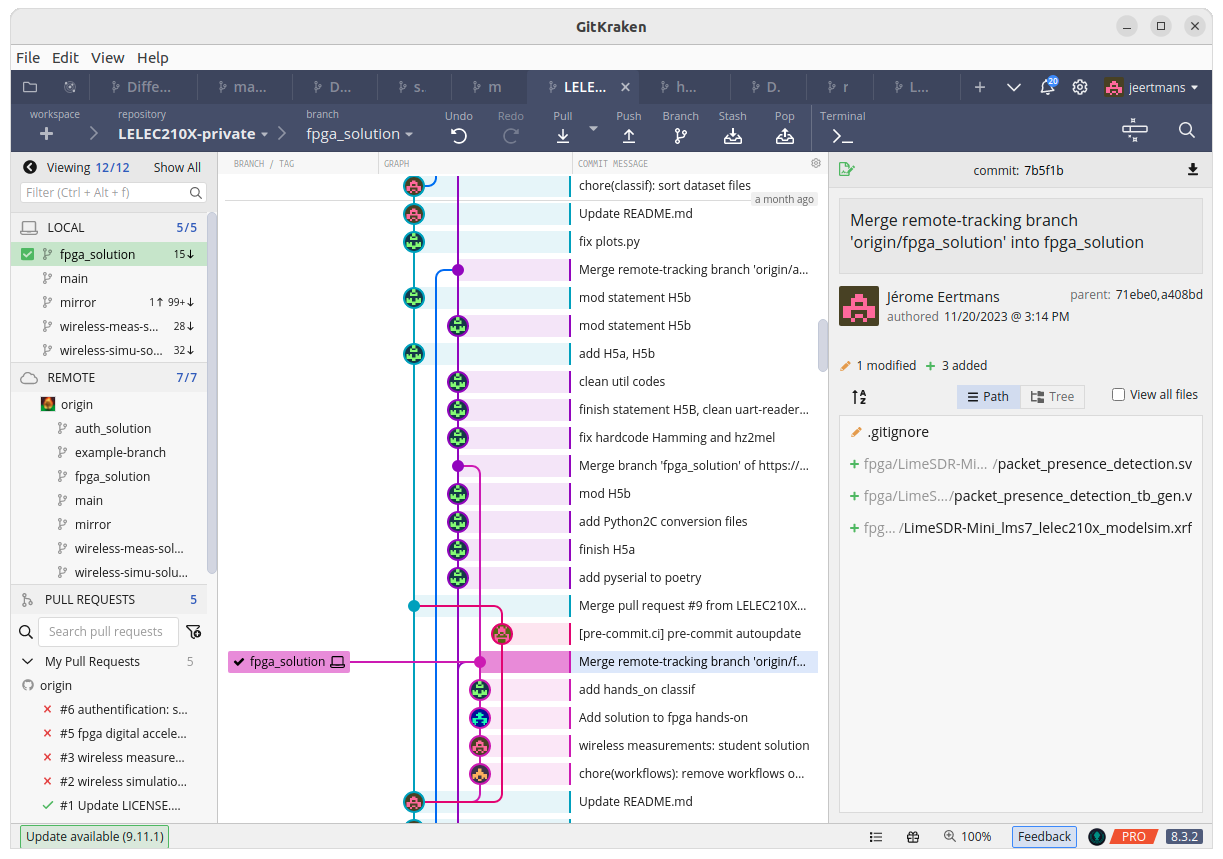 GitKraken
File Edit View Help
Diffe... ma... D... s. m LELE... h... D. r L... 20 jeertmans
workspace repository branch Undo Redo Pull Push Branch Stash Pop Terminal
LELEC210X-private fpga_solution
Viewing 12/12 Show All
Filter (Ctrl + Alt + f)
LOCAL 5/5
fpga_solution 15↓
main
mirror 1↑ 99+↓
wireless-meas-s... 28↓
wireless-simu-so... 32↓
REMOTE 7/7
origin
auth_solution
example-branch
fpga_solution
main
mirror
wireless-meas-sol...
wireless-simu-solu...
PULL REQUESTS 5
Search pull requests
My Pull Requests 5
origin
#6 authentification: s...
#5 fpga digital accele...
#3 wireless measure...
#2 wireless simulatio...
#1 Update LICENSE....
BRANCH / TAG GRAPH COMMIT MESSAGE
chore(classif): sort dataset files
a month ago
Update README.md
fix plots.py
Merge remote-tracking branch 'origin/a...
mod statement H5b
mod statement H5b
add H5a, H5b
clean util codes
finish statement H5B, clean uart-reader...
fix hardcode Hamming and hz2mel
Merge branch 'fpga_solution' of https://...
mod H5b
add Python2C conversion files
finish H5a
add pyserial to poetry
Merge pull request #9 from LELEC210X...
[pre-commit.ci] pre-commit autoupdate
fpga_solution Merge remote-tracking branch 'origin/f...
add hands_on classif
Add solution to fpga hands-on
wireless measurements: student solution
chore(workflows): remove workflows o...
Update README.md
commit: 7b5f1b
Merge remote-tracking branch
'origin/fpga_solution' into fpga_solution
Jérome Eertmans parent: 71ebe0,a408bd
authored 11/20/2023 @ 3:14 PM
1 modified + 3 added
A Z Path Tree View all files
.gitignore
+ fpga/LimeSDR-Mi... /packet_presence_detection.sv
+ fpga/LimeS.../packet_presence_detection_tb_gen.v
+ fpg... /LimeSDR-Mini_lms7_lelec210x_modelsim.xrf
Update available (9.11.1) 100% Feedback PRO 8.3.2